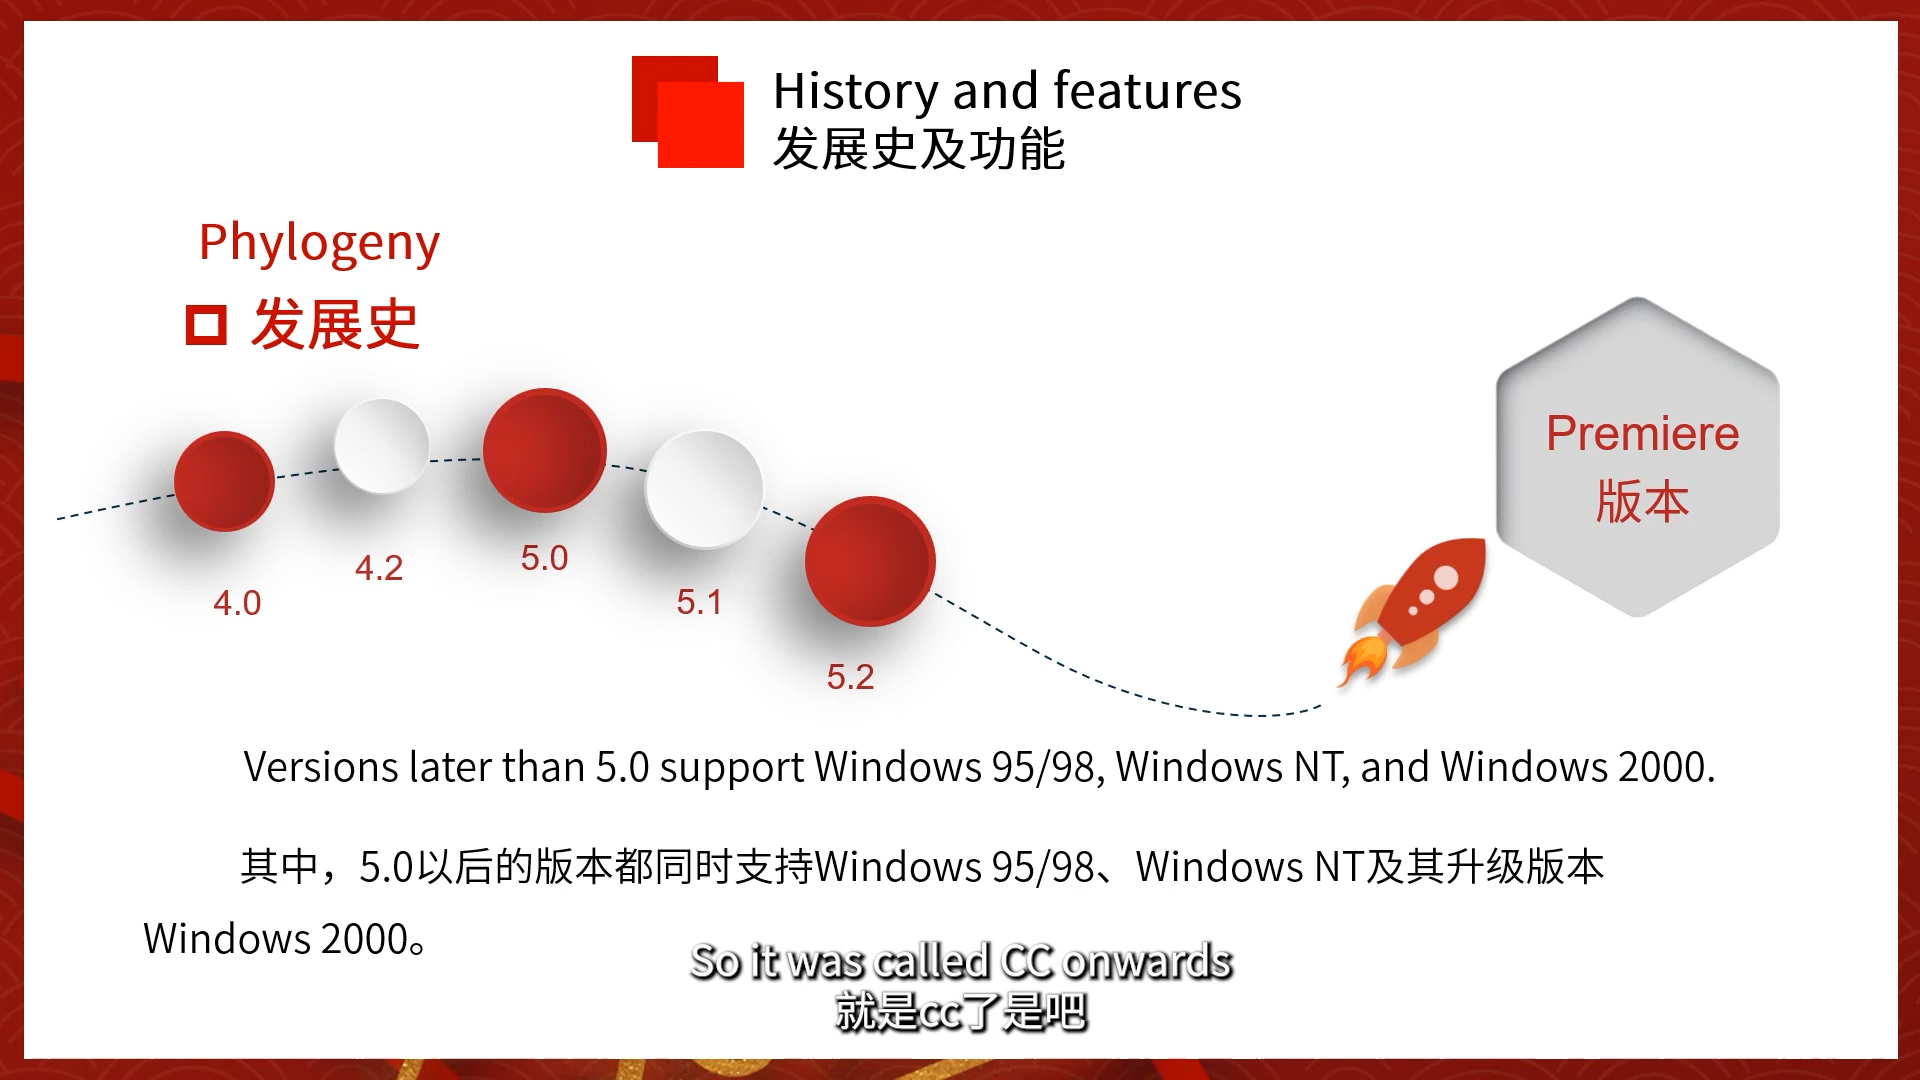 History and features
发展史及功能
Phylogeny
发展史
4.0
4.2
5.0
5.1
5.2
Premiere
版本
Versions later than 5.0 support Windows 95/98, Windows NT, and Windows 2000.
其中，5.0以后的版本都同时支持Windows 95/98、Windows NT及其升级版本
Windows 2000。
So it was called CC onwards
就是cc了是吧